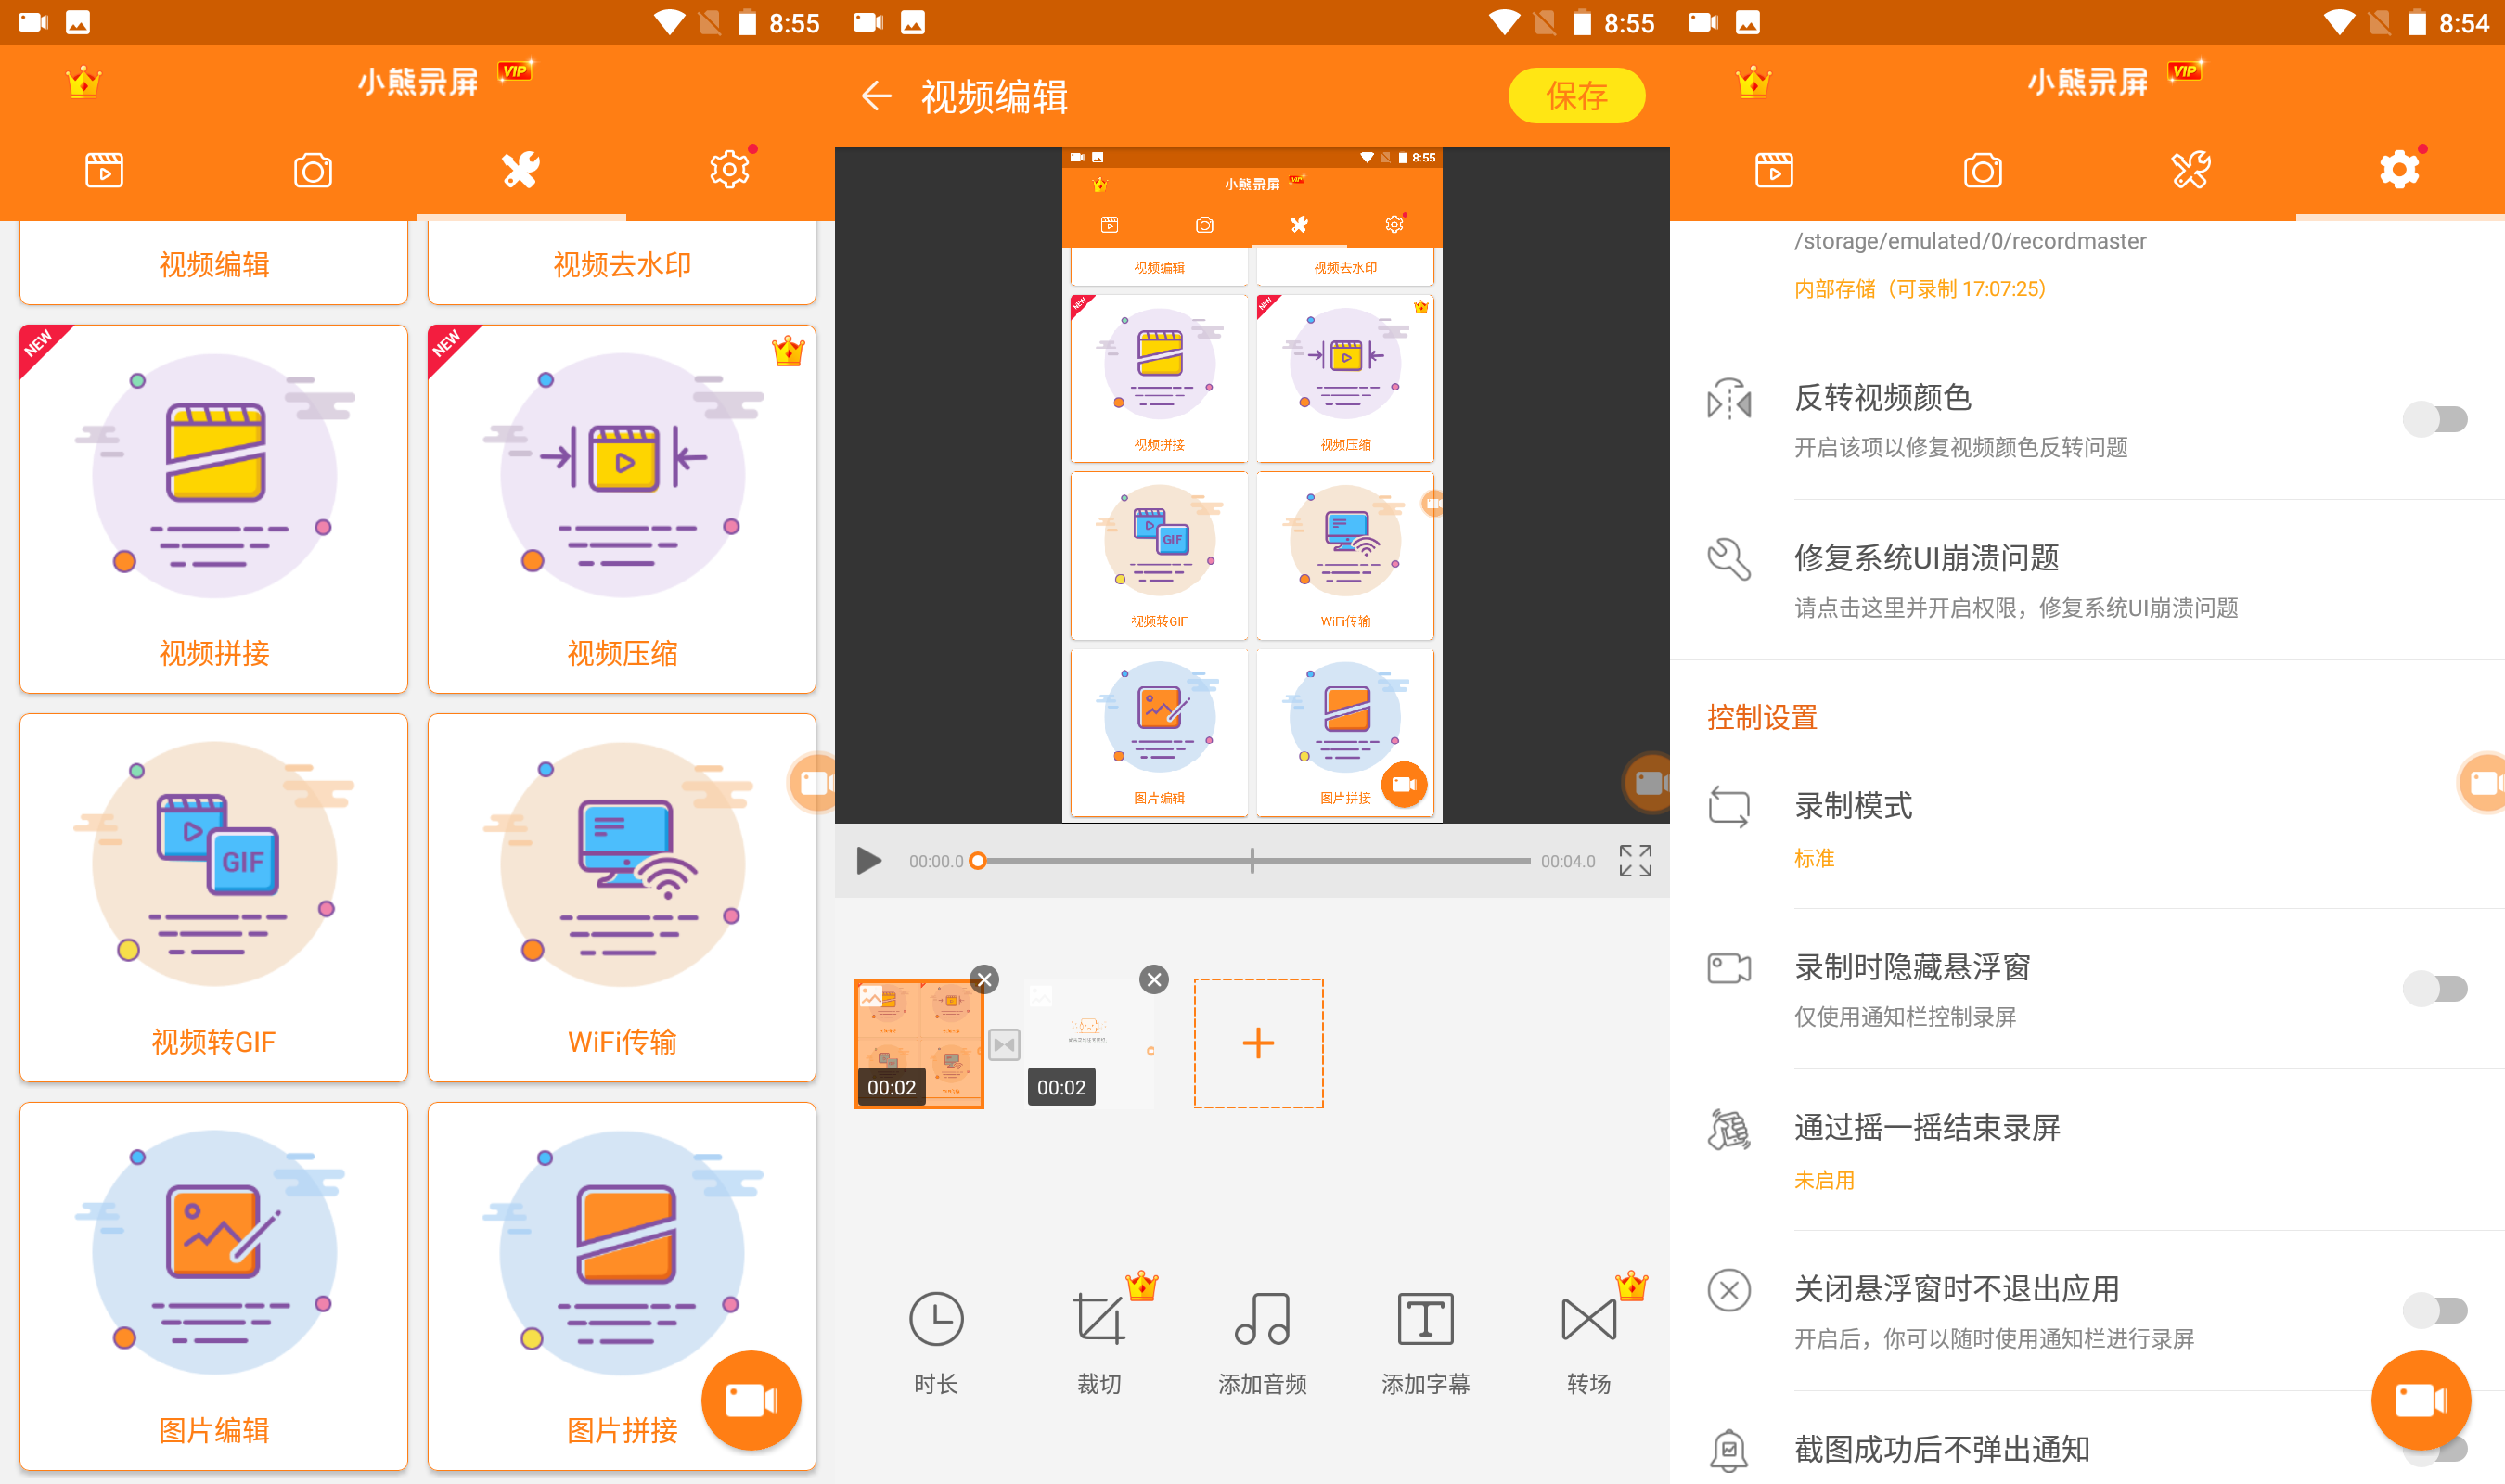 8:55
小熊录屏 VIP
视频编辑
视频去水印
NEW
NEW
视频拼接
视频压缩
GIF
视频转GIF
WiFi传输
图片编辑
图片拼接
8:55
视频编辑
保存
8:55
小熊录屏 VIP
视频编辑
视频去水印
NEW
NEW
视频拼接
视频压缩
GIF
视频转GIF
WiFi传输
图片编辑
图片拼接
00:00.0
00:04.0
00:02
00:02
时长
裁切
添加音频
添加字幕
转场
8:54
小熊录屏 VIP
/storage/emulated/0/recordmaster
内部存储（可录制 17:07:25）
反转视频颜色
开启该项以修复视频颜色反转问题
修复系统UI崩溃问题
请点击这里并开启权限，修复系统UI崩溃问题
控制设置
录制模式
标准
录制时隐藏悬浮窗
仅使用通知栏控制录屏
通过摇一摇结束录屏
未启用
关闭悬浮窗时不退出应用
开启后，你可以随时使用通知栏进行录屏
截图成功后不弹出通知